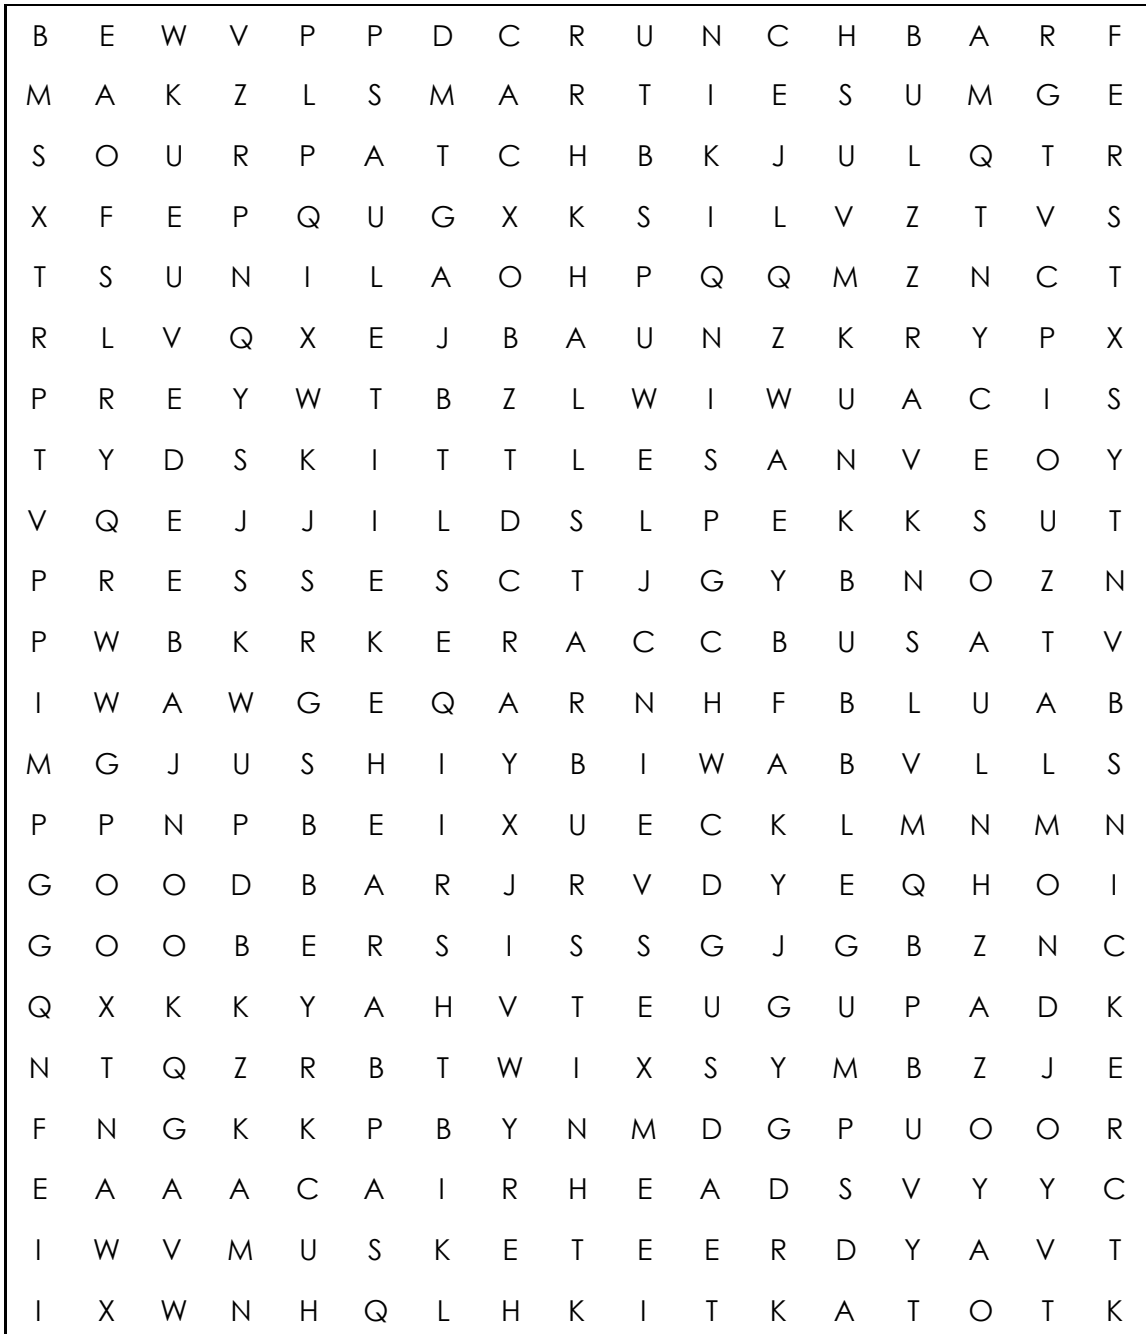 B E W V P P D C R U N C H B A R F
M A K Z L S M A R T I E S U M G E
S O U R P A T C H B K J U L Q T R
X F E P Q U G X K S I L V Z T V S
T S U N I L A O H P Q Q M Z N C T
R L V Q X E J B A U N Z K R Y P X
P R E Y W T B Z L W I W U A C I S
T Y D S K I T T L E S A N V E O Y
V Q E J J I L D S L P E K K S U T
P R E S S E S C T J G Y B N O Z N
P W B K R K E R A C C B U S A T V
I W A W G E Q A R N H F B L U A B
M G J U S H I Y B I W A B V L L S
P P N P B E I X U E C K L M N M N
G O O D B A R J R V D Y E Q H O I
G O O B E R S I S S G J G B Z N C
Q X K K Y A H V T E U G U P A D K
N T Q Z R B T W I X S Y M B Z J E
F N G K K P B Y N M D G P U O O R
E A A A C A I R H E A D S V Y Y C
I W V M U S K E T E E R D Y A V T
I X W N H Q L H K I T K A T O T K